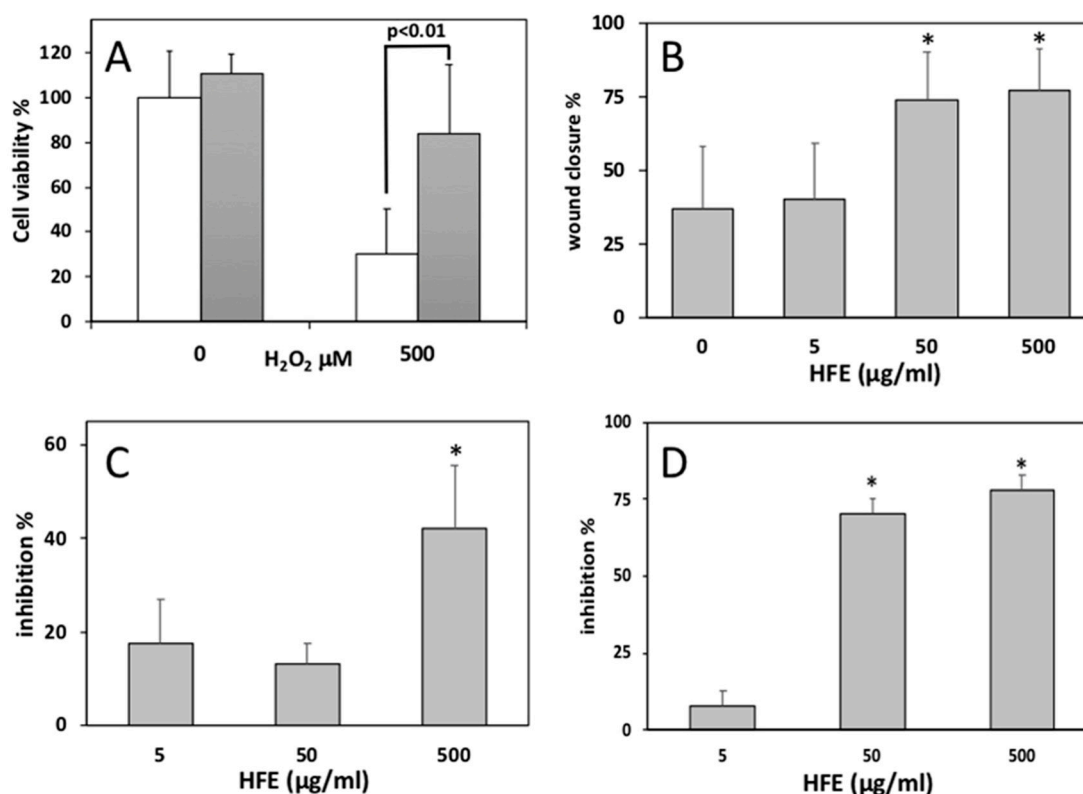 A
p<0.01
120
100
80
60
40
20
0
Cell viability %
0
H₂O₂ µM
500
B
*
*
100
75
50
25
0
wound closure %
0
5
50
500
HFE (µg/ml)
C
*
60
40
20
0
inhibition %
5
50
500
HFE (µg/ml)
D
*
*
100
75
50
25
0
inhibition %
5
50
500
HFE (µg/ml)